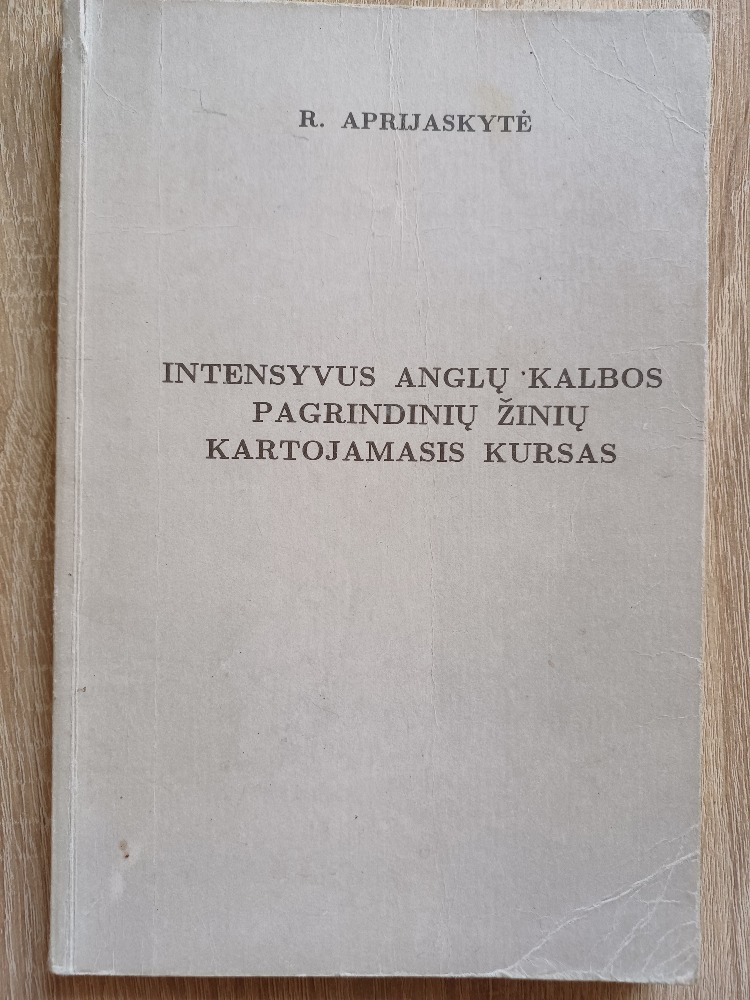 R. APRIJASKYTĖ
INTENSYVUS ANGLŲ KALBOS
PAGRINDINIŲ ŽINIŲ
KARTOJAMASIS KURSAS